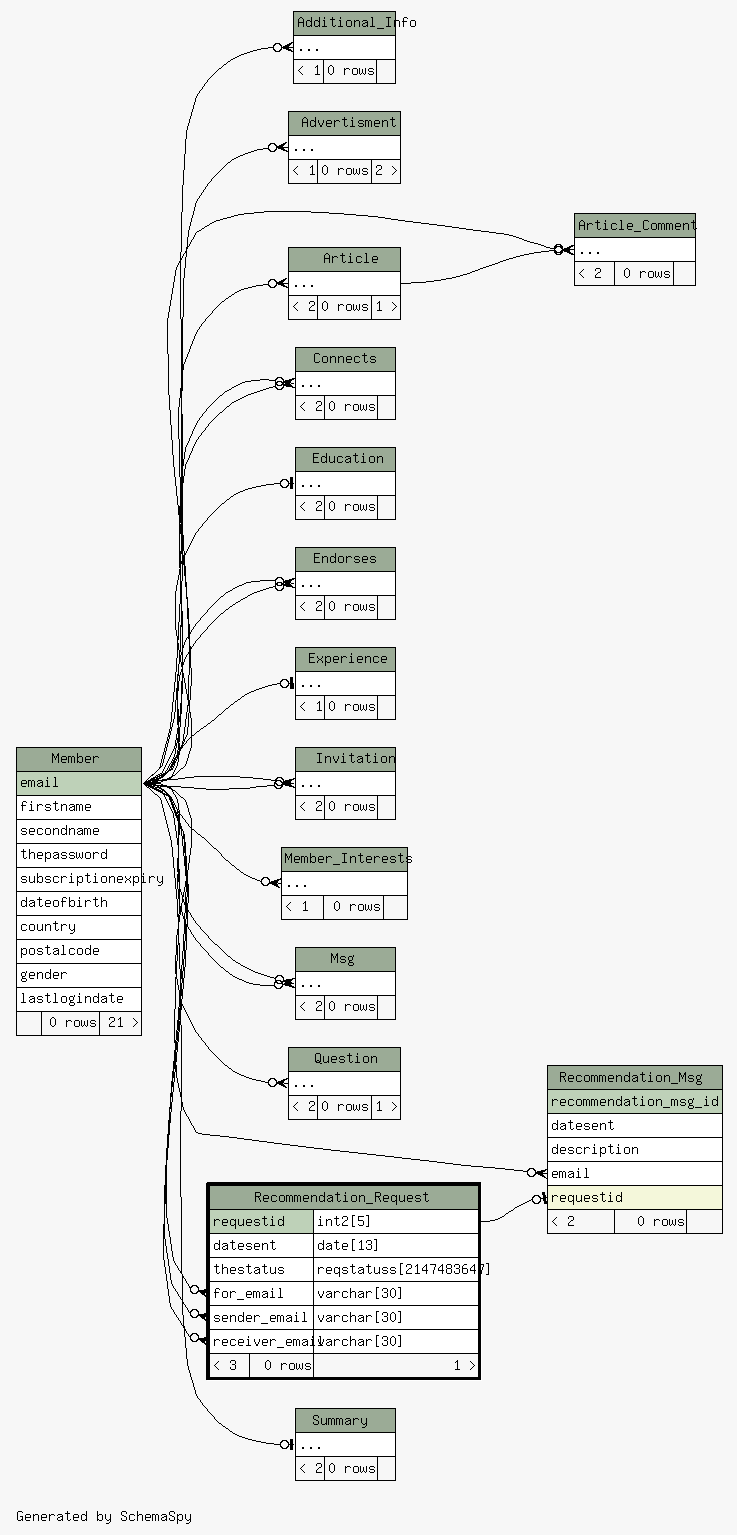 Additional_Info
...
< 1 0 rows
Advertisment
...
< 1 0 rows 2 >
Article_Comment
...
< 2 0 rows
Article
...
< 2 0 rows 1 >
Connects
...
< 2 0 rows
Education
...
< 2 0 rows
Endorses
...
< 2 0 rows
Experience
...
< 1 0 rows
Member
email
firstname
secondname
thepassword
subscriptionexpiry
dateofbirth
country
postalcode
gender
lastlogindate
0 rows 21 >
Invitation
...
< 2 0 rows
Member_Interests
...
< 1 0 rows
Msg
...
< 2 0 rows
Question
...
< 2 0 rows 1 >
Recommendation_Msg
recommendation_msg_id
datesent
description
email
requestid
< 2 0 rows
Recommendation_Request
requestid int2[5]
datesent date[13]
thestatus reqstatuss[2147483647]
for_email varchar[30]
sender_email varchar[30]
receiver_email varchar[30]
< 3 0 rows 1 >
Summary
...
< 2 0 rows
Generated by SchemaSpy